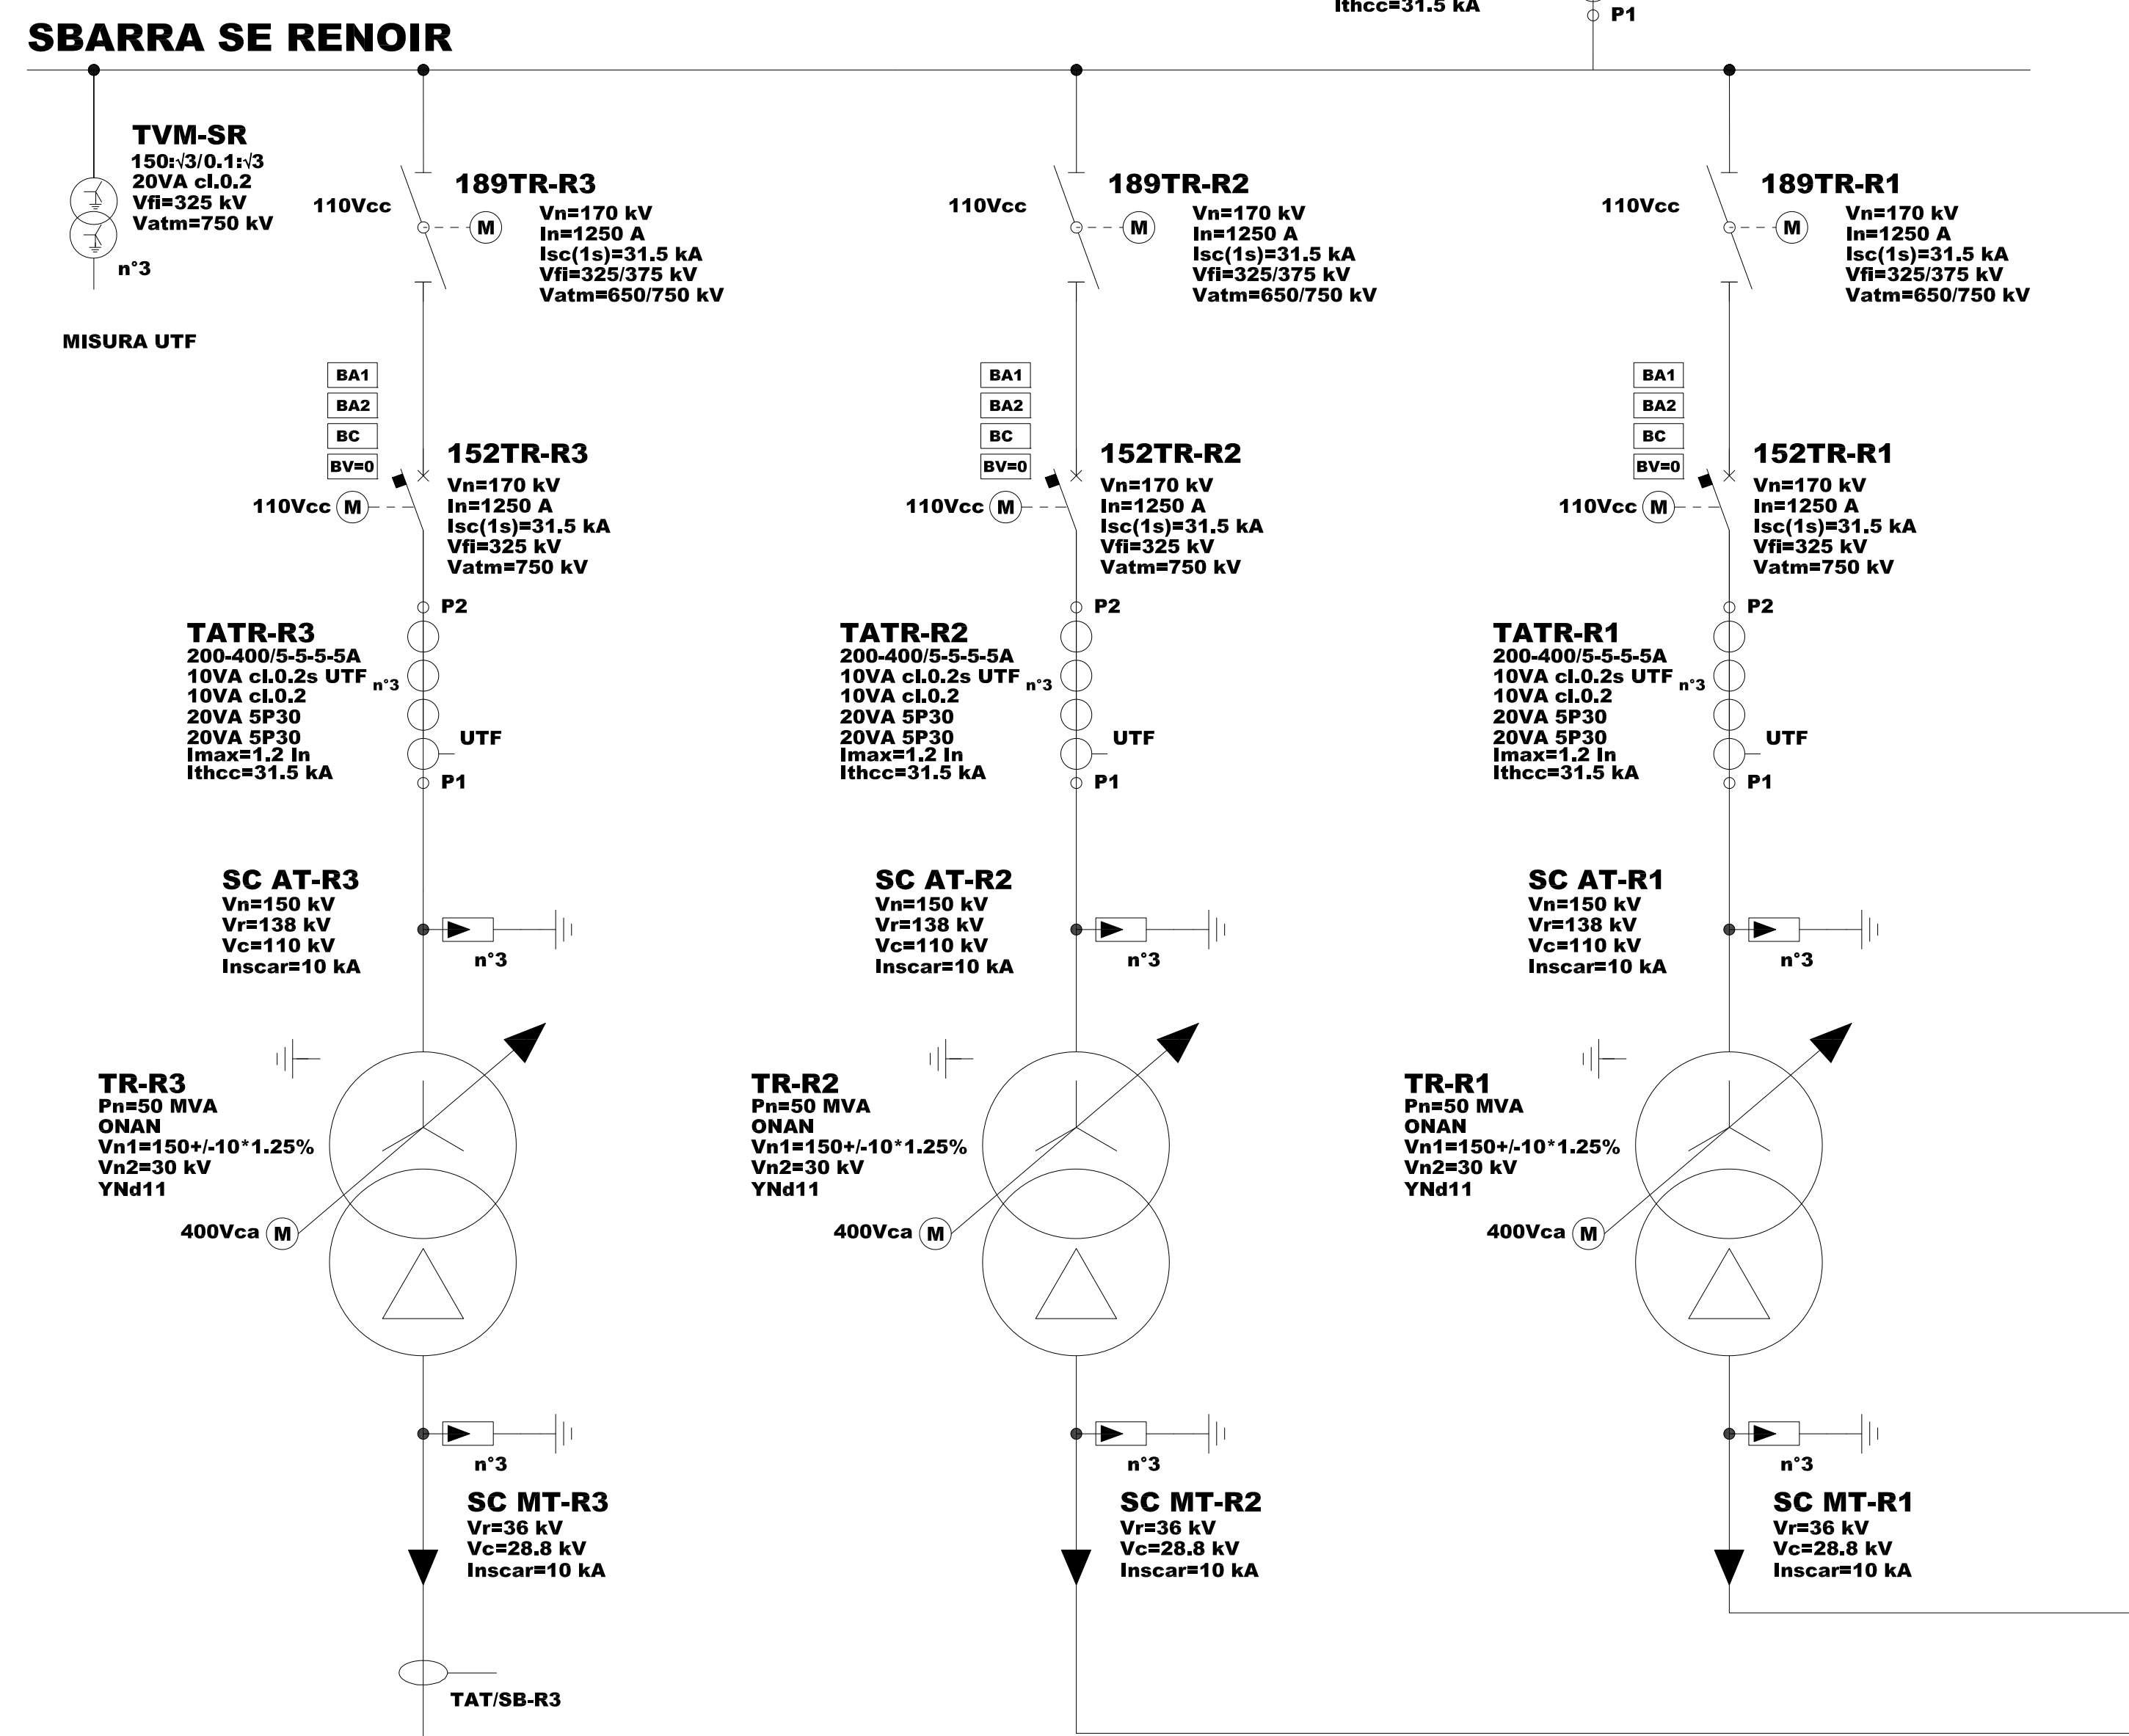 Ithcc=31.5 kA
P1
SBARRA SE RENOIR
TVM-SR
150:√3/0.1:√3
20VA cl.0.2
Vfi=325 kV
Vatm=750 kV
n°3
MISURA UTF
110Vcc
189TR-R3
M
Vn=170 kV
In=1250 A
Isc(1s)=31.5 kA
Vfi=325/375 kV
Vatm=650/750 kV
BA1
BA2
BC
BV=0
152TR-R3
110Vcc
M
Vn=170 kV
In=1250 A
Isc(1s)=31.5 kA
Vfi=325 kV
Vatm=750 kV
P2
TATR-R3
200-400/5-5-5-5A
10VA cl.0.2s UTF
n°3
10VA cl.0.2
20VA 5P30
20VA 5P30
UTF
Imax=1.2 In
Ithcc=31.5 kA
P1
SC AT-R3
Vn=150 kV
Vr=138 kV
Vc=110 kV
Inscar=10 kA
n°3
TR-R3
Pn=50 MVA
ONAN
Vn1=150+/-10*1.25%
Vn2=30 kV
YNd11
400Vca
M
n°3
SC MT-R3
Vr=36 kV
Vc=28.8 kV
Inscar=10 kA
TAT/SB-R3
110Vcc
189TR-R2
M
Vn=170 kV
In=1250 A
Isc(1s)=31.5 kA
Vfi=325/375 kV
Vatm=650/750 kV
BA1
BA2
BC
BV=0
152TR-R2
110Vcc
M
Vn=170 kV
In=1250 A
Isc(1s)=31.5 kA
Vfi=325 kV
Vatm=750 kV
P2
TATR-R2
200-400/5-5-5-5A
10VA cl.0.2s UTF
n°3
10VA cl.0.2
20VA 5P30
20VA 5P30
UTF
Imax=1.2 In
Ithcc=31.5 kA
P1
SC AT-R2
Vn=150 kV
Vr=138 kV
Vc=110 kV
Inscar=10 kA
n°3
TR-R2
Pn=50 MVA
ONAN
Vn1=150+/-10*1.25%
Vn2=30 kV
YNd11
400Vca
M
n°3
SC MT-R2
Vr=36 kV
Vc=28.8 kV
Inscar=10 kA
110Vcc
189TR-R1
M
Vn=170 kV
In=1250 A
Isc(1s)=31.5 kA
Vfi=325/375 kV
Vatm=650/750 kV
BA1
BA2
BC
BV=0
152TR-R1
110Vcc
M
Vn=170 kV
In=1250 A
Isc(1s)=31.5 kA
Vfi=325 kV
Vatm=750 kV
P2
TATR-R1
200-400/5-5-5-5A
10VA cl.0.2s UTF
n°3
10VA cl.0.2
20VA 5P30
20VA 5P30
UTF
Imax=1.2 In
Ithcc=31.5 kA
P1
SC AT-R1
Vn=150 kV
Vr=138 kV
Vc=110 kV
Inscar=10 kA
n°3
TR-R1
Pn=50 MVA
ONAN
Vn1=150+/-10*1.25%
Vn2=30 kV
YNd11
400Vca
M
n°3
SC MT-R1
Vr=36 kV
Vc=28.8 kV
Inscar=10 kA